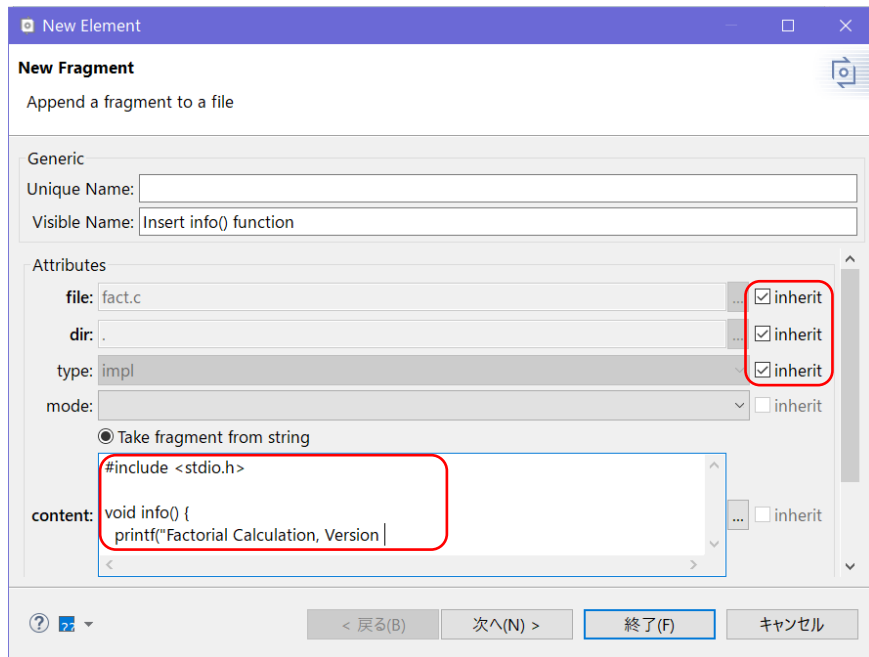 New Element
New Fragment
Append a fragment to a file
Generic
Unique Name:
Visible Name: Insert info() function
Attributes
file: fact.c ... inherit
dir: . ... inherit
type: impl inherit
mode: inherit
Take fragment from string
#include <stdio.h>
void info() {
content: ... inherit
printf("Factorial Calculation, Version
< 戻る(B) 次へ(N) > 終了(F) キャンセル